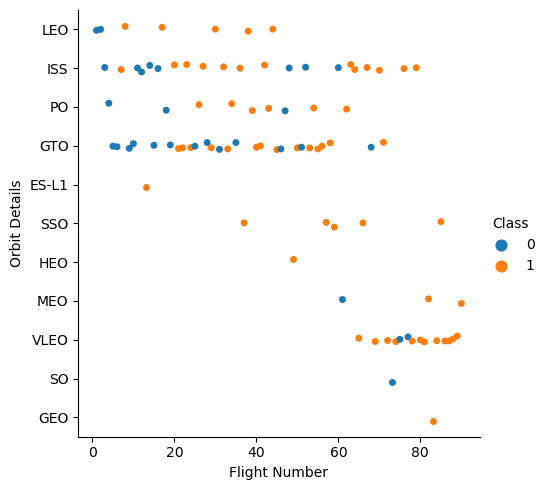 Orbit Details
LEO
ISS
PO
GTO
ES-L1
SSO
HEO
MEO
VLEO
SO
GEO
0 20 40 60 80
Flight Number
Class
0
1